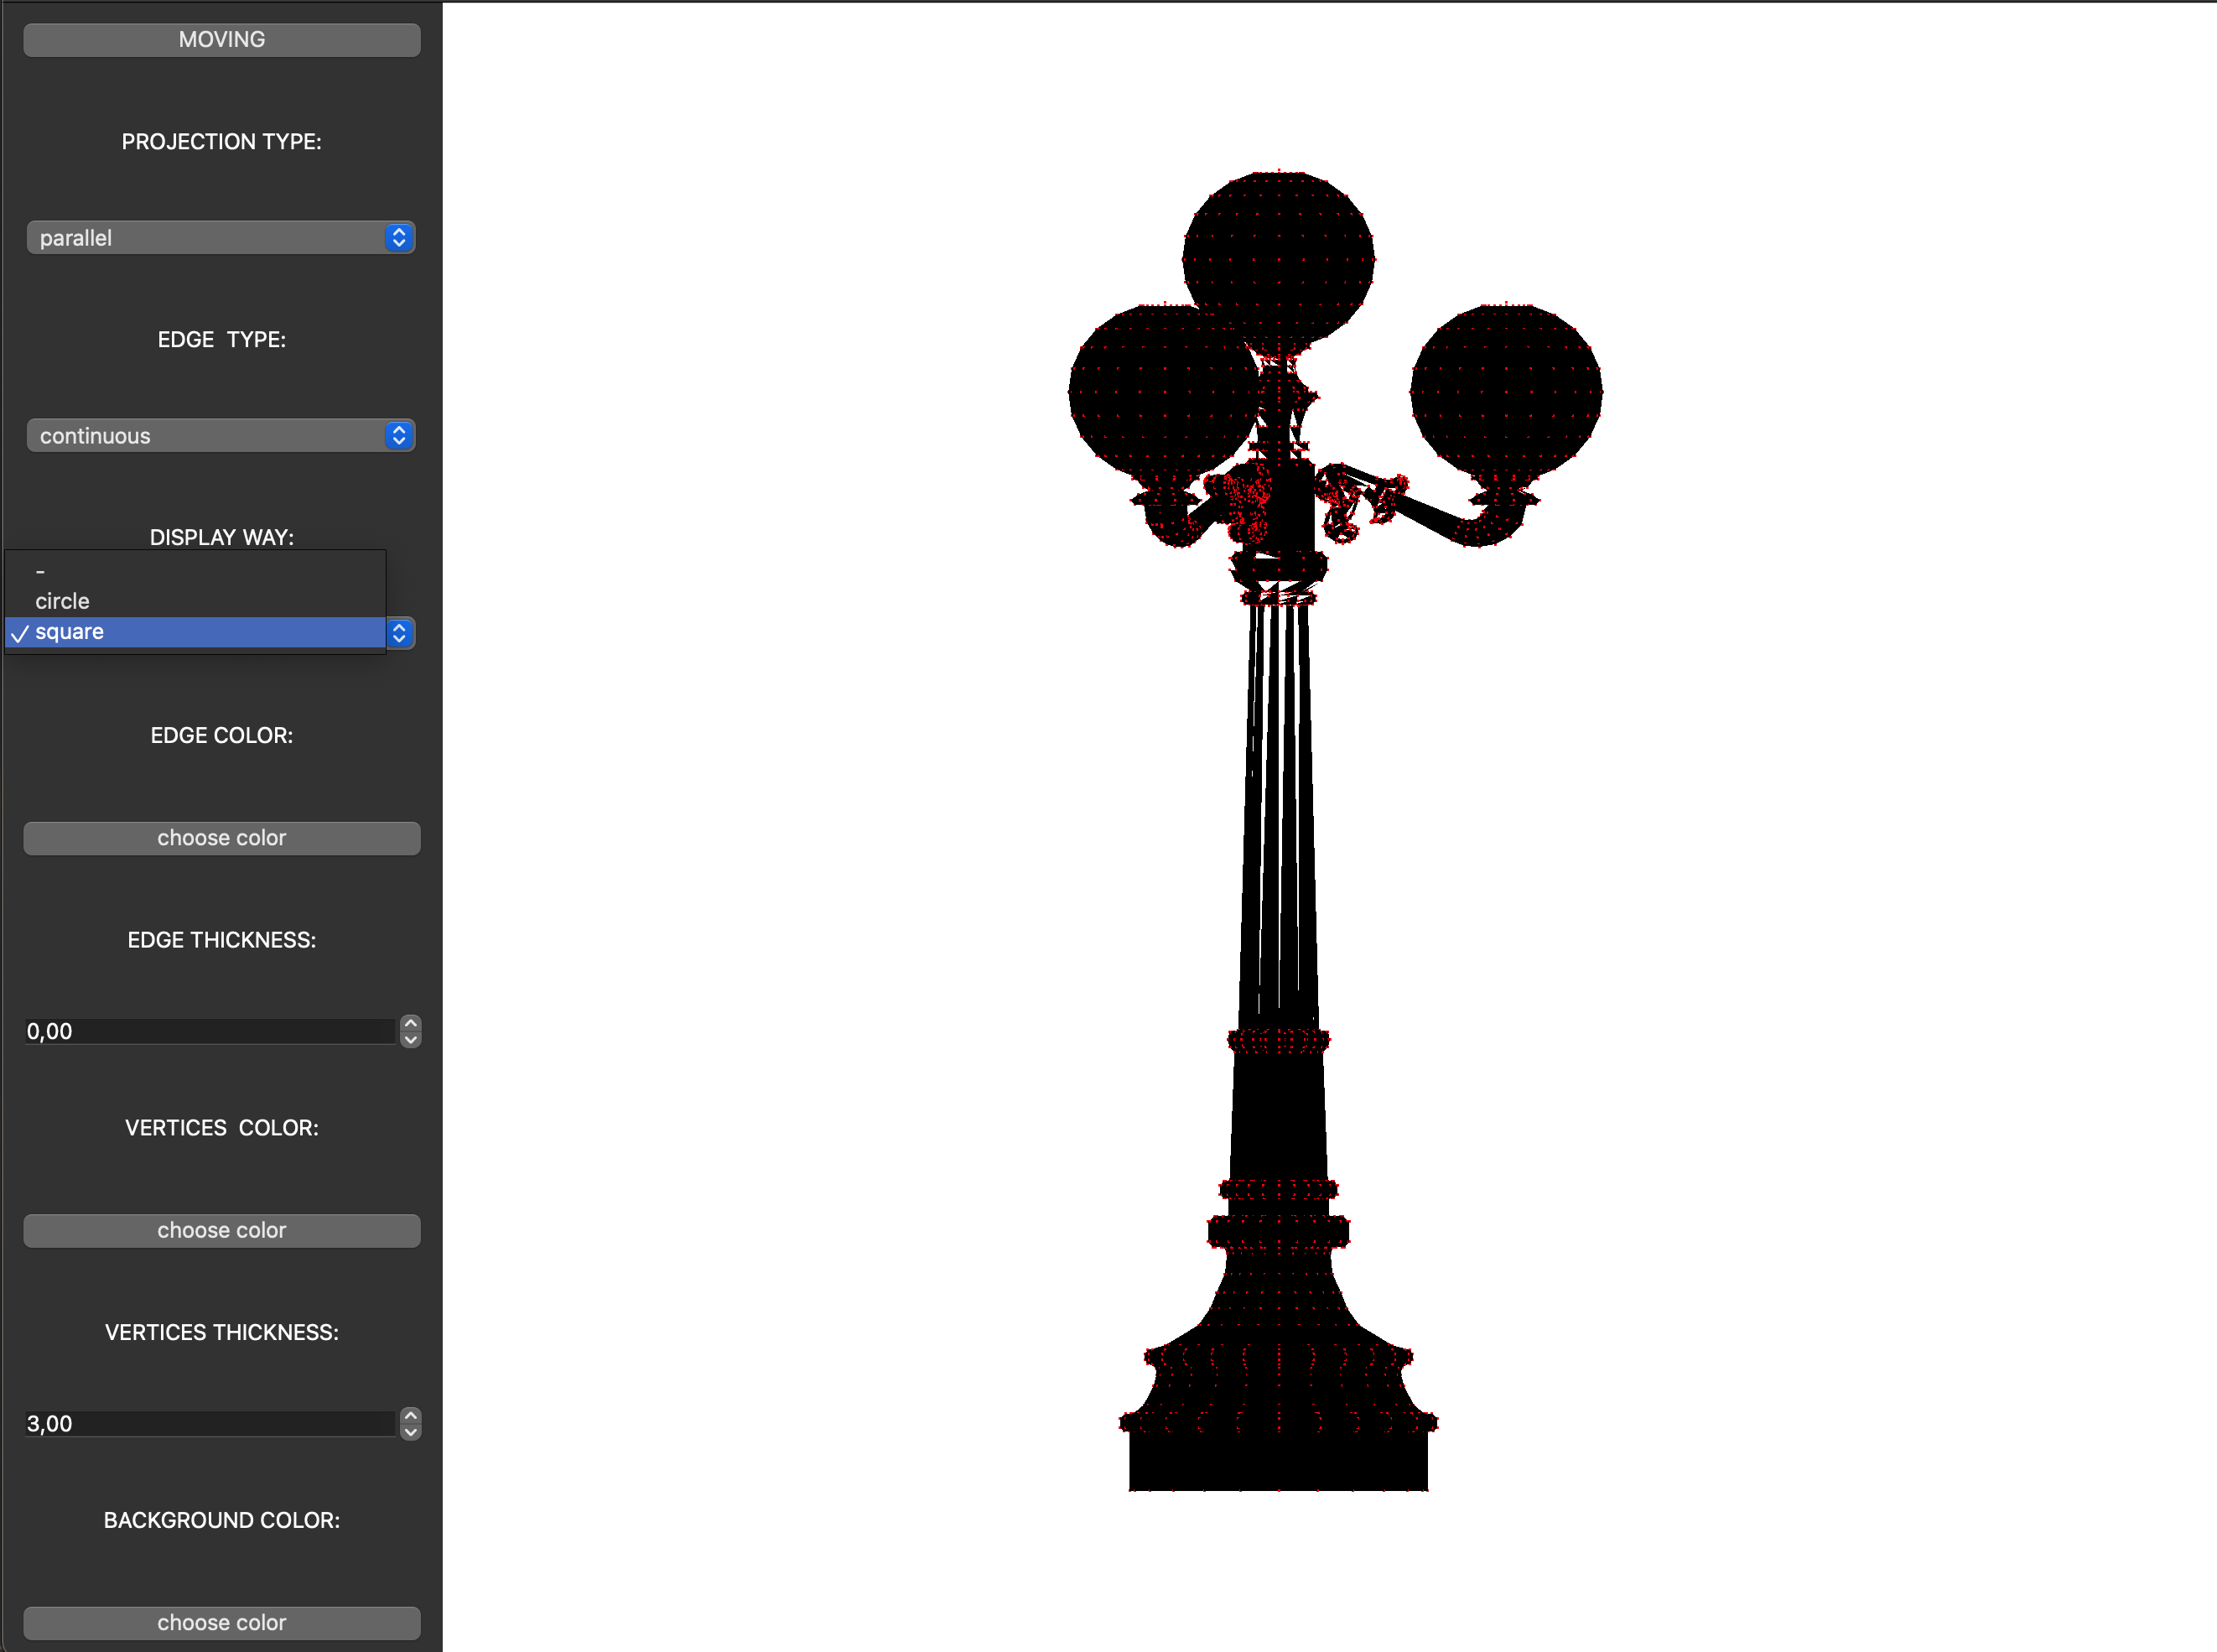 MOVING
PROJECTION TYPE:
parallel
EDGE  TYPE:
continuous
DISPLAY WAY:
-
circle
square
EDGE COLOR:
choose color
EDGE THICKNESS:
0,00
VERTICES  COLOR:
choose color
VERTICES THICKNESS:
3,00
BACKGROUND COLOR:
choose color